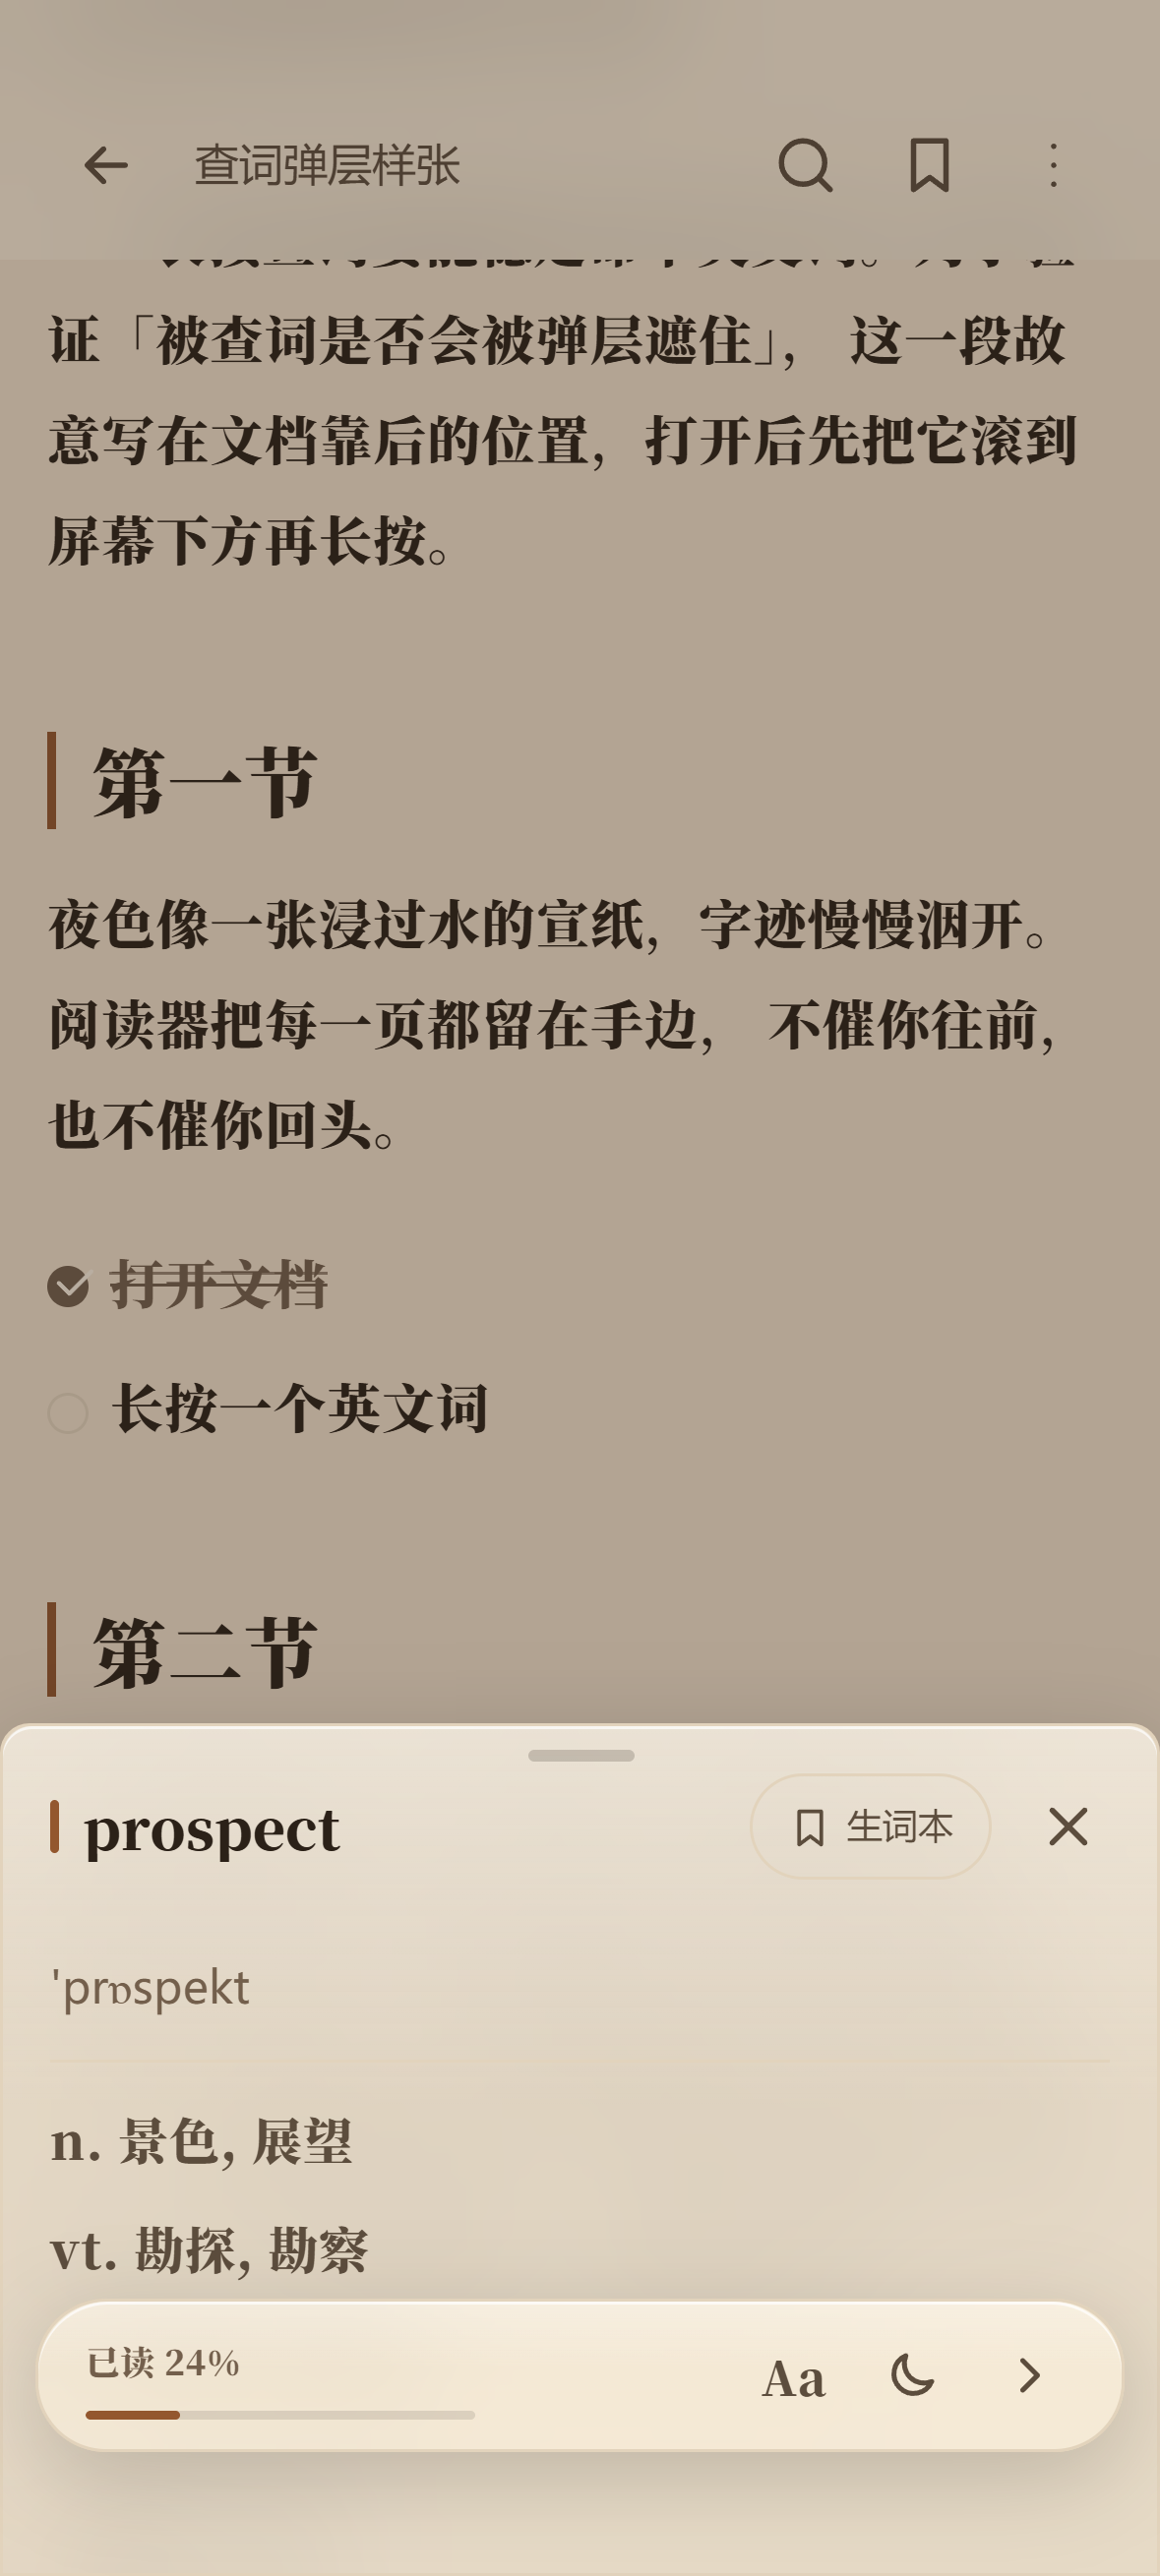 查词弹层样张
证「被查词是否会被弹层遮住」， 这一段故
意写在文档靠后的位置，打开后先把它滚到
屏幕下方再长按。
第一节
夜色像一张浸过水的宣纸，字迹慢慢洇开。
阅读器把每一页都留在手边， 不催你往前，
也不催你回头。
打开文档
长按一个英文词
第二节
prospect
生词本
ˈprɒspekt
n. 景色, 展望
vt. 勘探, 勘察
已读 24%
Aa